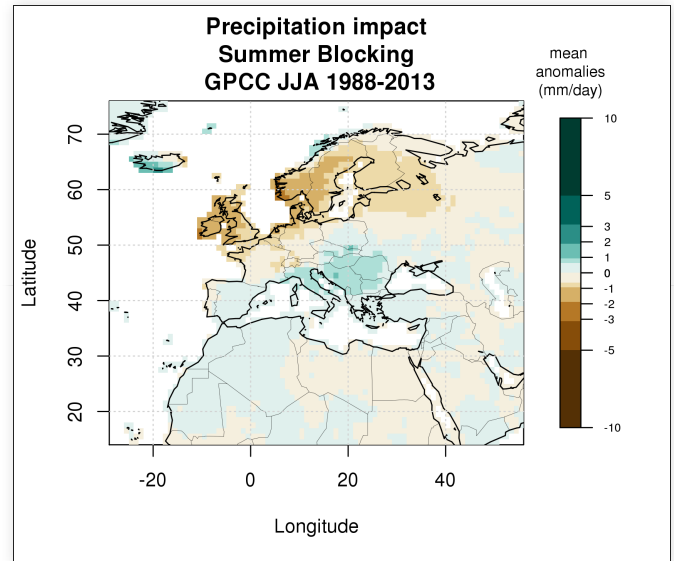 Precipitation impact
Summer Blocking
GPCC JJA 1988-2013
mean
anomalies
(mm/day)
10
5
3
2
1
0
-1
-2
-3
-5
-10
Latitude
70
60
50
40
30
20
-20
0
20
40
Longitude